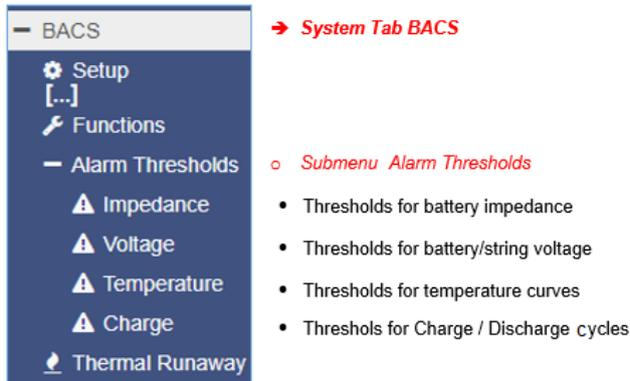 BACS
➔ System Tab BACS
Setup
[...]
Functions
Alarm Thresholds
o Submenu Alarm Thresholds
Impedance
• Thresholds for battery impedance
Voltage
• Thresholds for battery/string voltage
Temperature
• Thresholds for temperature curves
Charge
• Threshols for Charge / Discharge cycles
Thermal Runaway